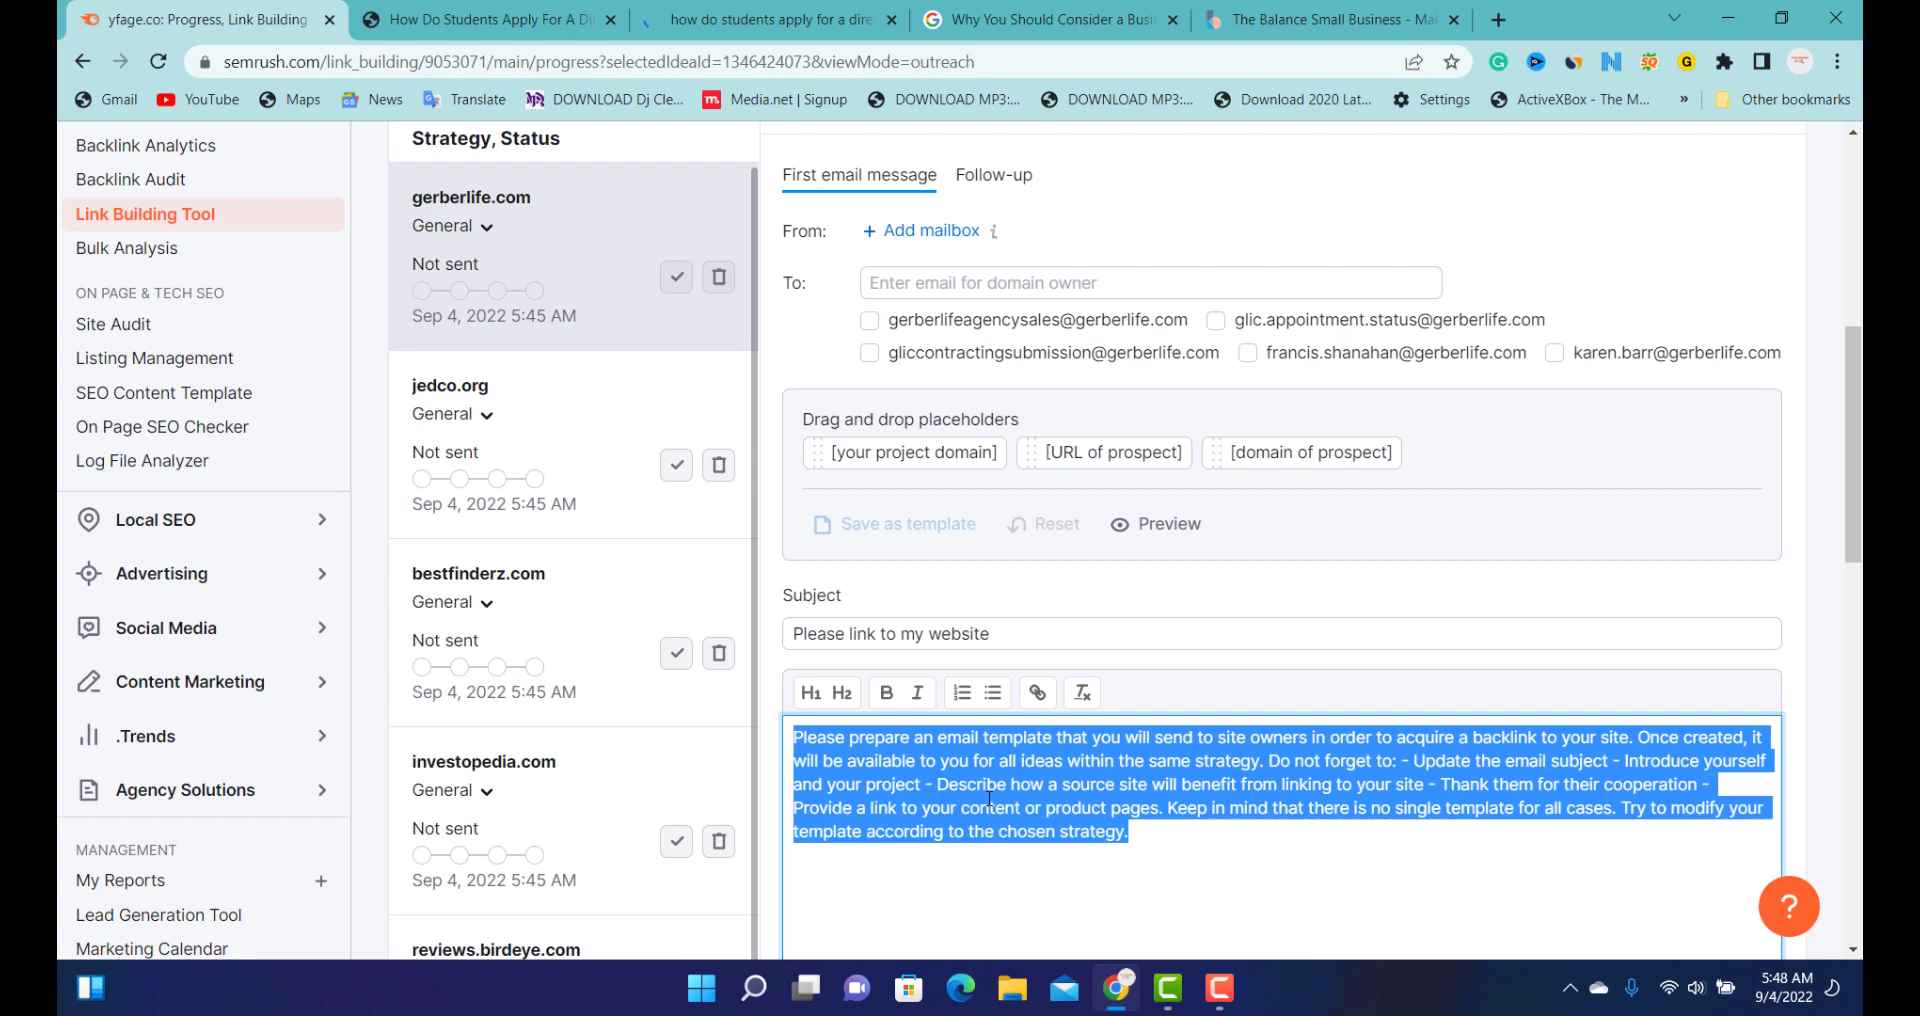 yfage.co: Progress, Link Building
How Do Students Apply For A Di
how do students apply for a dire
Why You Should Consider a Busi
The Balance Small Business - Ma
semrush.com/link_building/9053071/main/progress?selectedIdeaId=1346424073&viewMode=outreach
Gmail
YouTube
Maps
News
Translate
DOWNLOAD Dj Cle...
Media.net | Signup
DOWNLOAD MP3:...
DOWNLOAD MP3:...
Download 2020 Lat...
Settings
ActiveXBox - The M...
»
Other bookmarks
Backlink Analytics
Backlink Audit
Link Building Tool
Bulk Analysis
ON PAGE & TECH SEO
Site Audit
Listing Management
SEO Content Template
On Page SEO Checker
Log File Analyzer
Local SEO
Advertising
Social Media
Content Marketing
.Trends
Agency Solutions
MANAGEMENT
My Reports
Lead Generation Tool
Marketing Calendar
Strategy, Status
gerberlife.com
General
Not sent
Sep 4, 2022 5:45 AM
jedco.org
General
Not sent
Sep 4, 2022 5:45 AM
bestfinderz.com
General
Not sent
Sep 4, 2022 5:45 AM
investopedia.com
General
Not sent
Sep 4, 2022 5:45 AM
reviews.birdeye.com
First email message
Follow-up
From:
+ Add mailbox
To:
Enter email for domain owner
gerberlifeagencysales@gerberlife.com
glic.appointment.status@gerberlife.com
gliccontractingsubmission@gerberlife.com
francis.shanahan@gerberlife.com
karen.barr@gerberlife.com
Drag and drop placeholders
[your project domain]
[URL of prospect]
[domain of prospect]
Save as template
Reset
Preview
Subject
Please link to my website
H1
H2
B
I
Please prepare an email template that you will send to site owners in order to acquire a backlink to your site. Once created, it
will be available to you for all ideas within the same strategy. Do not forget to: - Update the email subject - Introduce yourself
and your project - Describe how a source site will benefit from linking to your site - Thank them for their cooperation -
Provide a link to your content or product pages. Keep in mind that there is no single template for all cases. Try to modify your
template according to the chosen strategy.
?
5:48 AM
9/4/2022